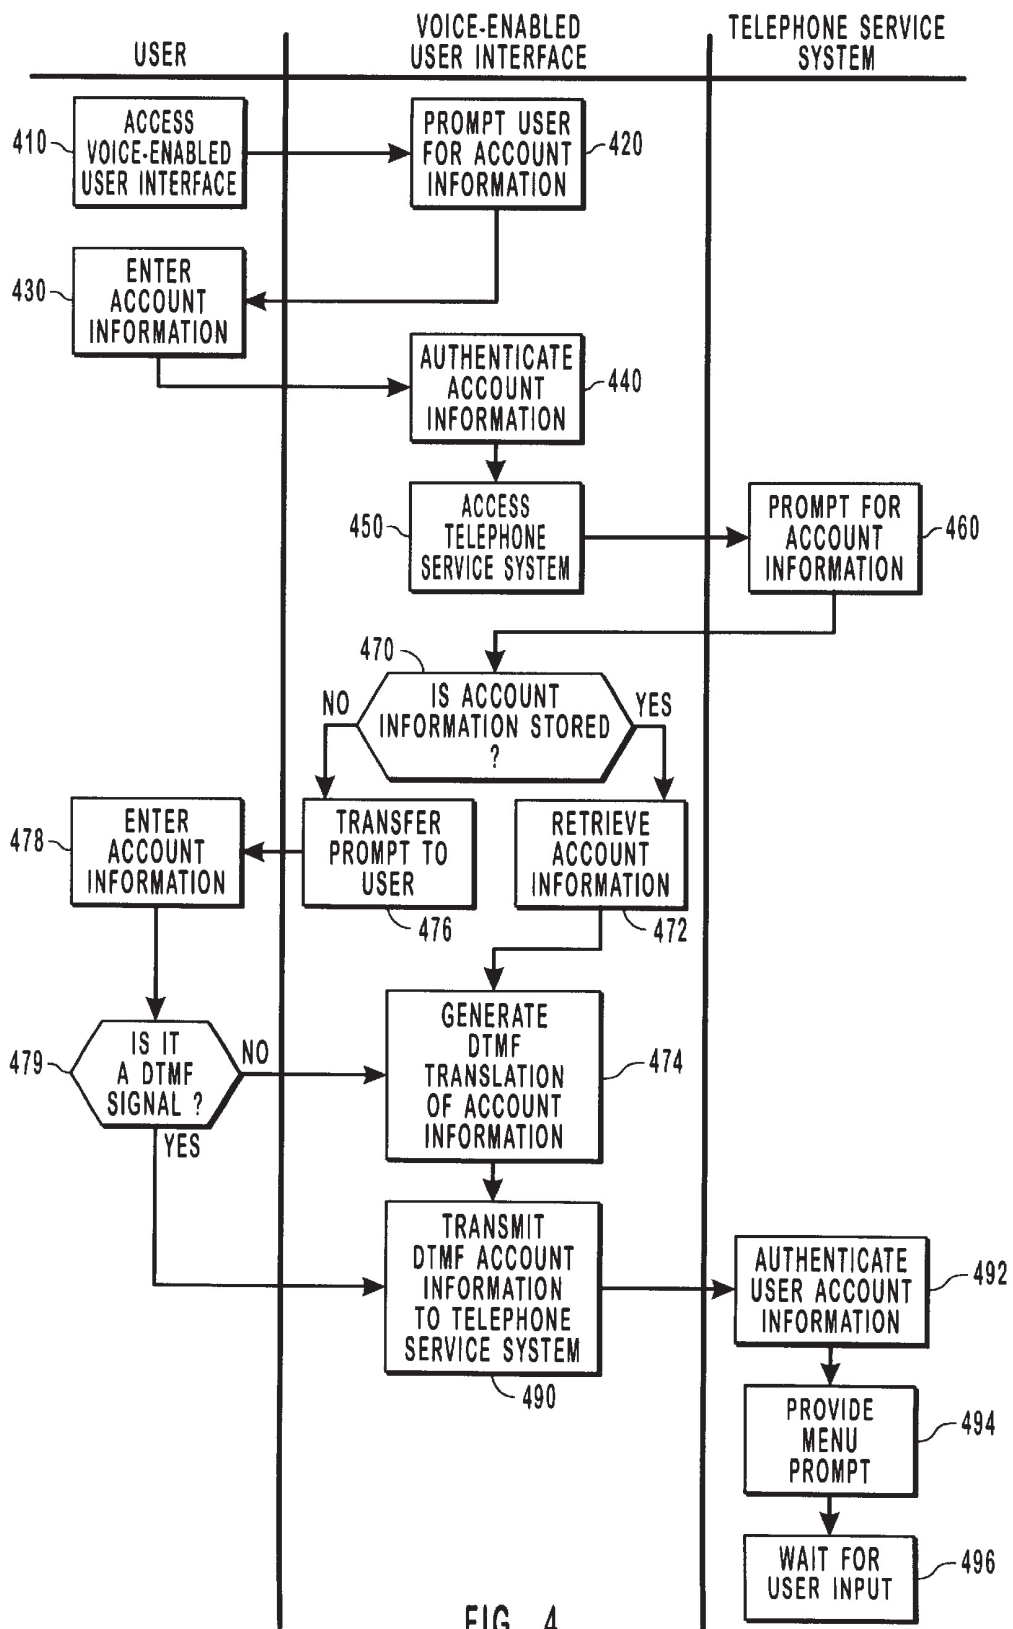 USER
VOICE-ENABLED
USER INTERFACE
TELEPHONE SERVICE
SYSTEM
410
ACCESS
VOICE-ENABLED
USER INTERFACE
PROMPT USER
FOR ACCOUNT
INFORMATION
420
430
ENTER
ACCOUNT
INFORMATION
AUTHENTICATE
ACCOUNT
INFORMATION
440
450
ACCESS
TELEPHONE
SERVICE SYSTEM
PROMPT FOR
ACCOUNT
INFORMATION
460
470
NO
IS ACCOUNT
INFORMATION STORED
?
YES
478
ENTER
ACCOUNT
INFORMATION
TRANSFER
PROMPT TO
USER
476
RETRIEVE
ACCOUNT
INFORMATION
472
479
IS IT
A DTMF
SIGNAL ?
NO
YES
GENERATE
DTMF
TRANSLATION
OF ACCOUNT
INFORMATION
474
TRANSMIT
DTMF ACCOUNT
INFORMATION
TO TELEPHONE
SERVICE SYSTEM
490
AUTHENTICATE
USER ACCOUNT
INFORMATION
492
PROVIDE
MENU
PROMPT
494
WAIT FOR
USER INPUT
496
FIG. 4